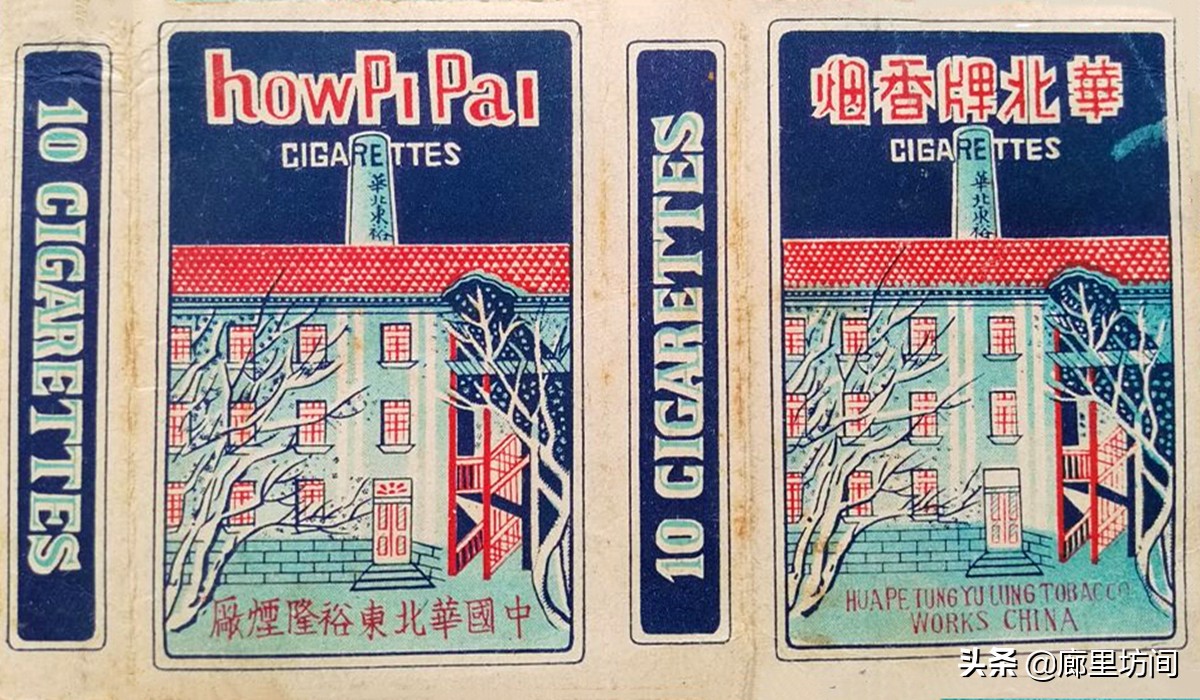 10 CIGARETTES
howPIPaI
CIGARETTES
華北東裕
中國華北東裕隆煙廠
10 CIGARETTES
華北牌香烟
CIGARETTES
華北東裕
HUAPE TUNG YU LUNG TOBACCO
WORKS CHINA
头条 @廊里坊间